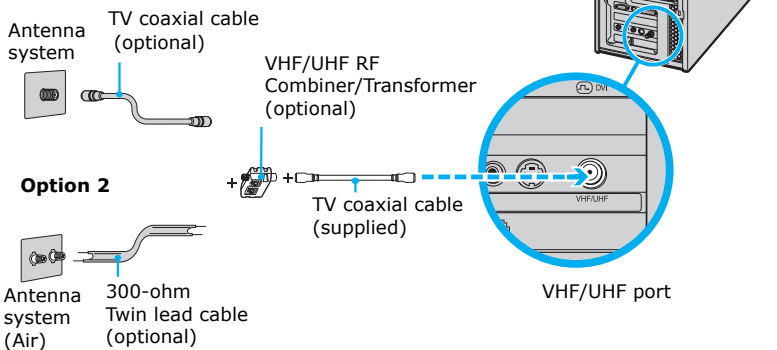 Antenna
system
TV coaxial cable
(optional)
VHF/UHF RF
Combiner/Transformer
(optional)
DVI
Option 2
+
+
TV coaxial cable
(supplied)
VHF/UHF
Antenna
system
(Air)
300-ohm
Twin lead cable
(optional)
VHF/UHF port